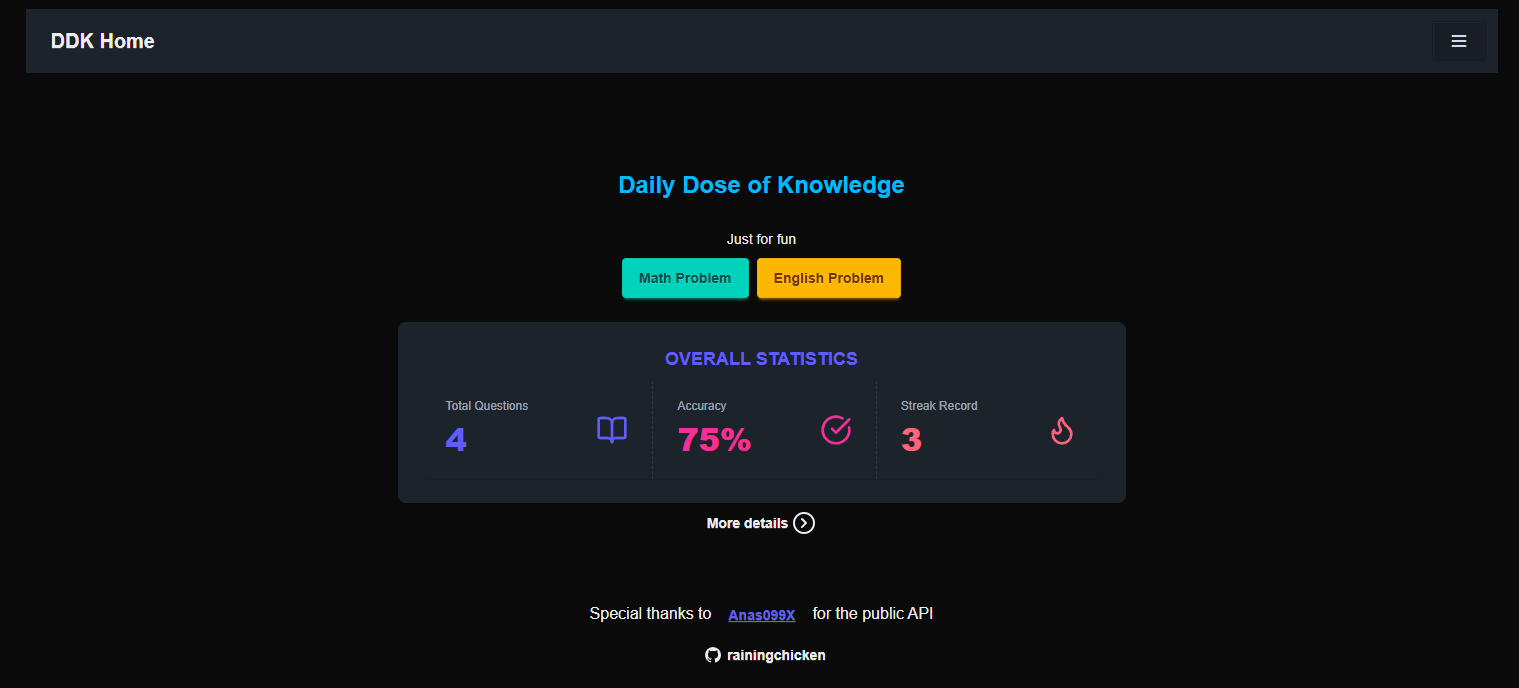 DDK Home
Daily Dose of Knowledge
Just for fun
Math Problem English Problem
OVERALL STATISTICS
Total Questions Accuracy Streak Record
4 75% 3
More details
Special thanks to Anas099X for the public API
rainingchicken